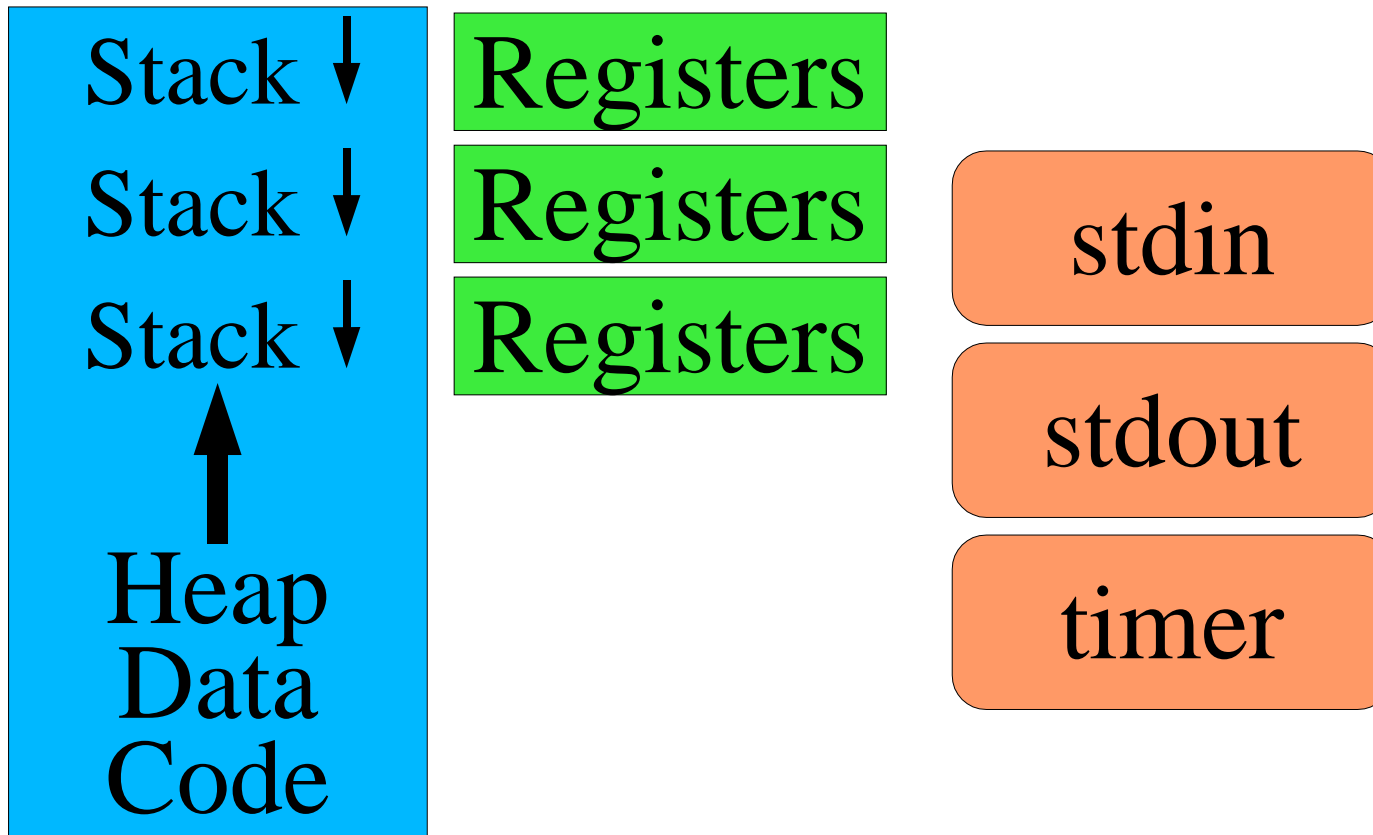 Stack
Stack
Stack
Heap
Data
Code
Registers
Registers
Registers
stdin
stdout
timer